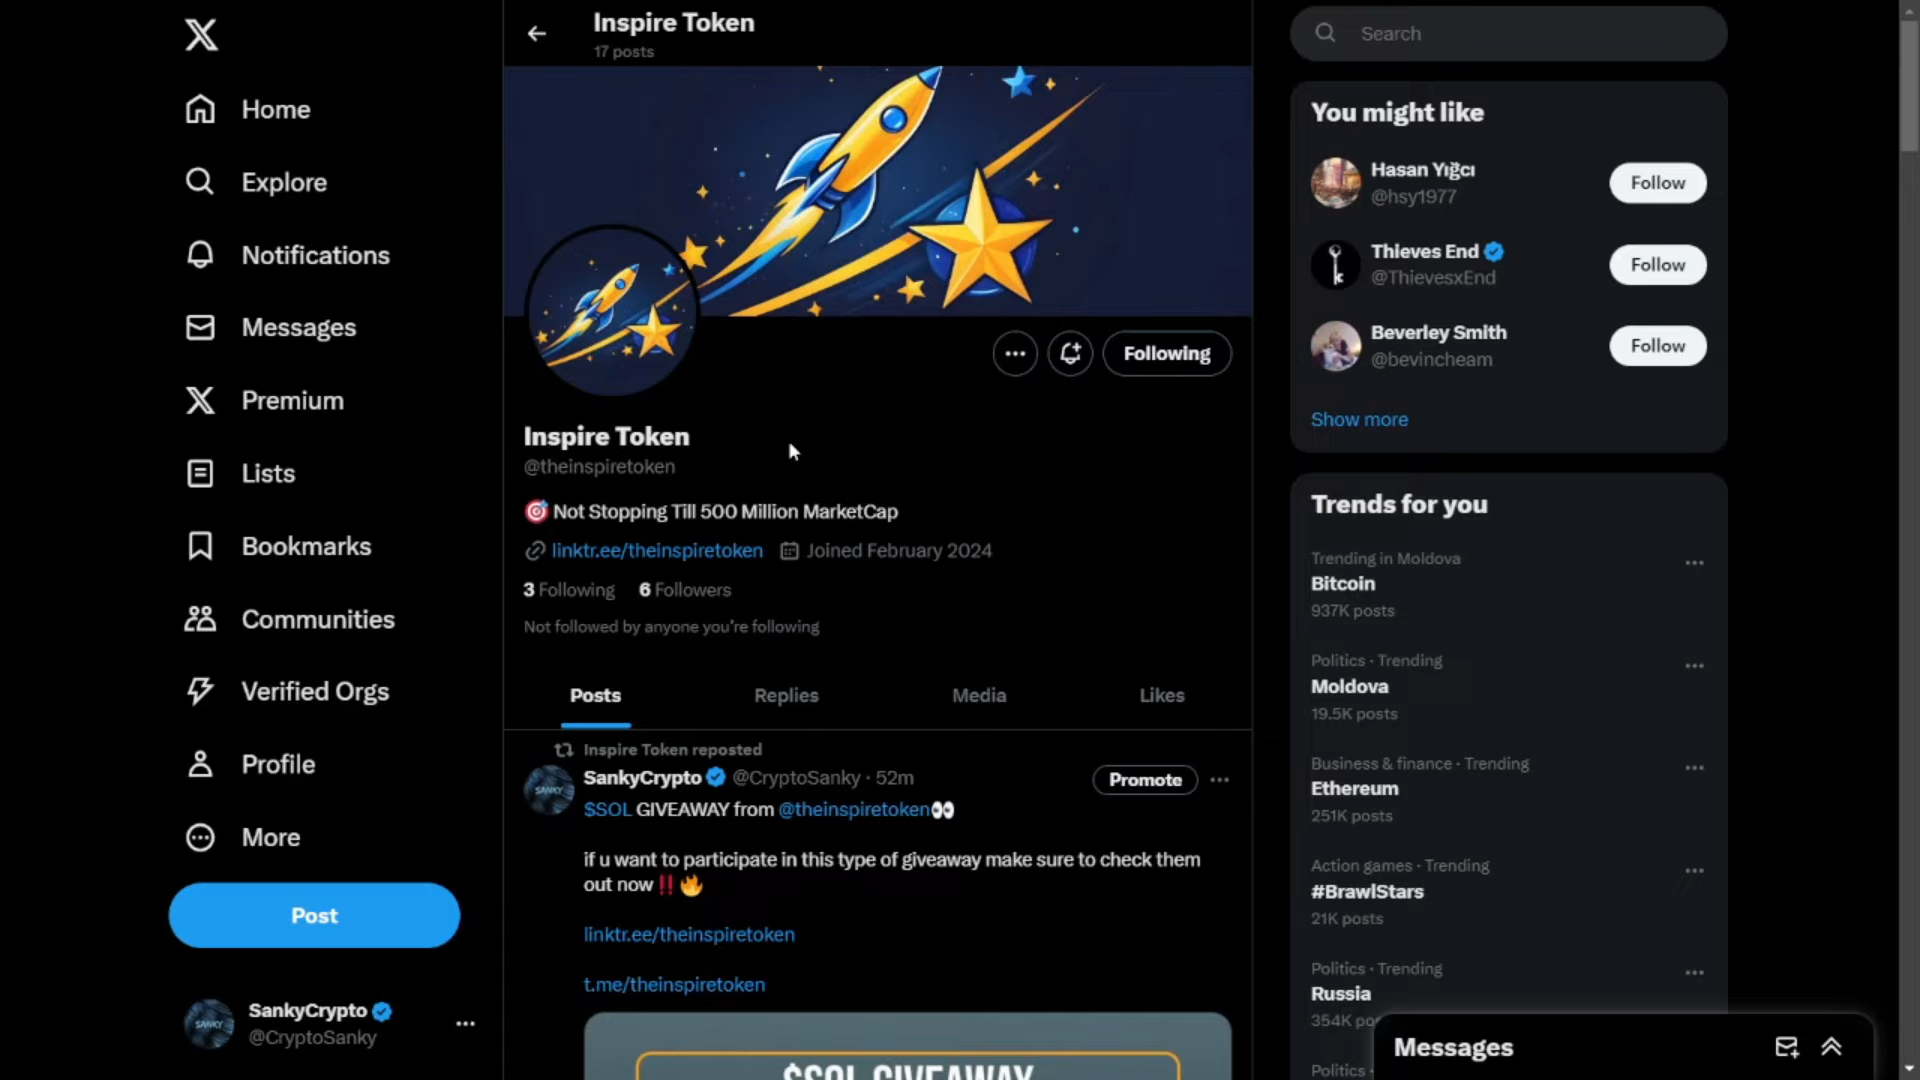 Home
Explore
Notifications
Messages
Premium
Lists
Bookmarks
Communities
Verified Orgs
Profile
More
Post
SankyCrypto
@CryptoSanky
Inspire Token
17 posts
Following
Inspire Token
@theinspiretoken
🎯 Not Stopping Till 500 Million MarketCap
linktr.ee/theinspiretoken Joined February 2024
3 Following 6 Followers
Not followed by anyone you're following
Posts Replies Media Likes
Inspire Token reposted
SankyCrypto @CryptoSanky · 52m
Promote
$SOL GIVEAWAY from @theinspiretoken👀
if u want to participate in this type of giveaway make sure to check them
out now ‼️🔥
linktr.ee/theinspiretoken
t.me/theinspiretoken
$SOL GIVEAWAY
Search
You might like
Hasan Yığcı
@hsy1977
Follow
Thieves End
@ThievesxEnd
Follow
Beverley Smith
@bevincheam
Follow
Show more
Trends for you
Trending in Moldova
Bitcoin
937K posts
Politics · Trending
Moldova
19.5K posts
Business & finance · Trending
Ethereum
251K posts
Action games · Trending
#BrawlStars
21K posts
Politics · Trending
Russia
354K
Politics ·
Messages